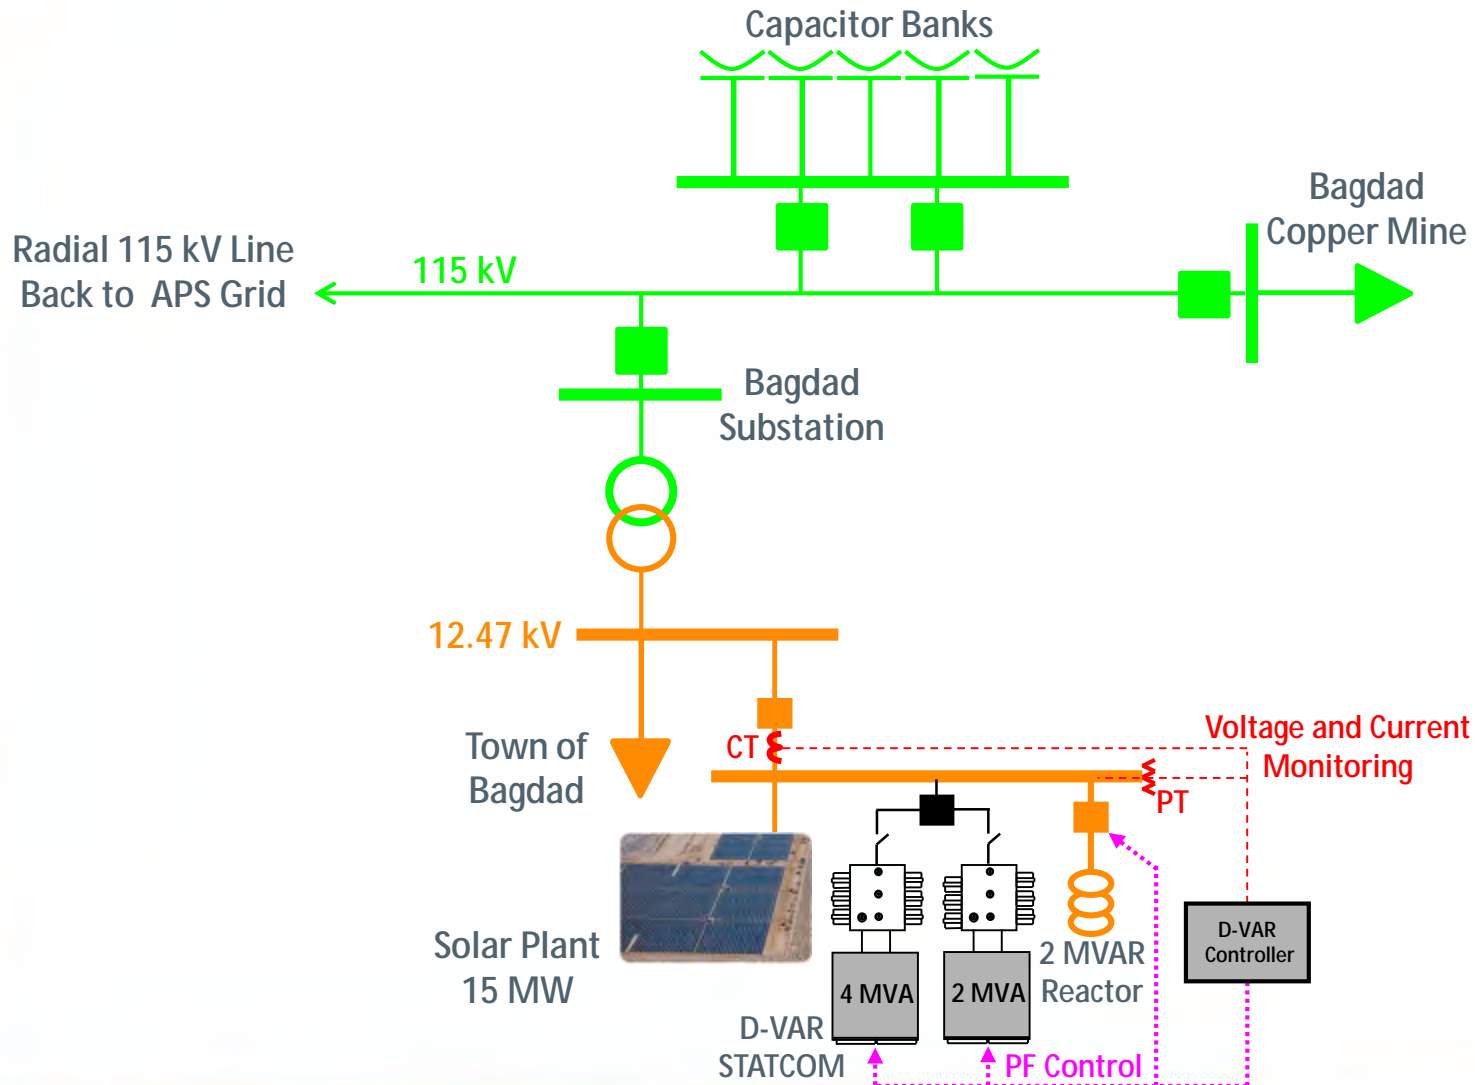 Capacitor Banks
Bagdad
Copper Mine
Radial 115 kV Line
Back to APS Grid
115 kV
Bagdad
Substation
12.47 kV
Town of
Bagdad
CT
Voltage and Current
Monitoring
PT
Solar Plant
15 MW
4 MVA
2 MVA
2 MVAR
Reactor
D-VAR
Controller
D-VAR
STATCOM
PF Control